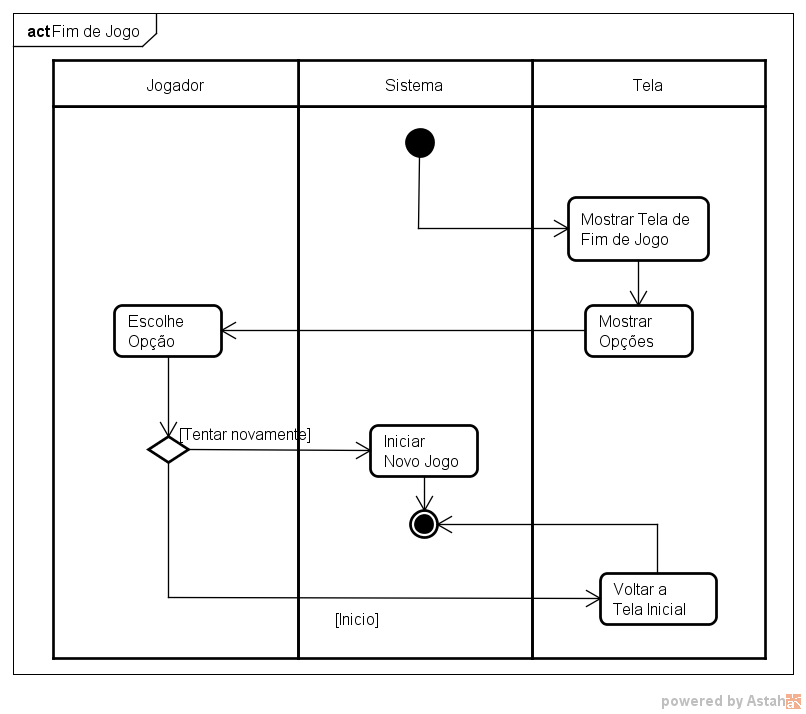 act Fim de Jogo
Jogador
Sistema
Tela
Mostrar Tela de
Fim de Jogo
Escolhe
Opção
Mostrar
Opções
[Tentar novamente]
Iniciar
Novo Jogo
Voltar a
Tela Inicial
[Inicio]
powered by Astah